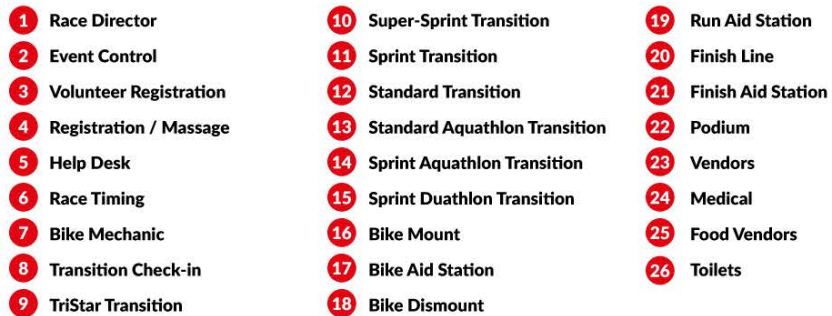 1 Race Director
2 Event Control
3 Volunteer Registration
4 Registration / Massage
5 Help Desk
6 Race Timing
7 Bike Mechanic
8 Transition Check-in
9 TriStar Transition
10 Super-Sprint Transition
11 Sprint Transition
12 Standard Transition
13 Standard Aquathlon Transition
14 Sprint Aquathlon Transition
15 Sprint Duathlon Transition
16 Bike Mount
17 Bike Aid Station
18 Bike Dismount
19 Run Aid Station
20 Finish Line
21 Finish Aid Station
22 Podium
23 Vendors
24 Medical
25 Food Vendors
26 Toilets